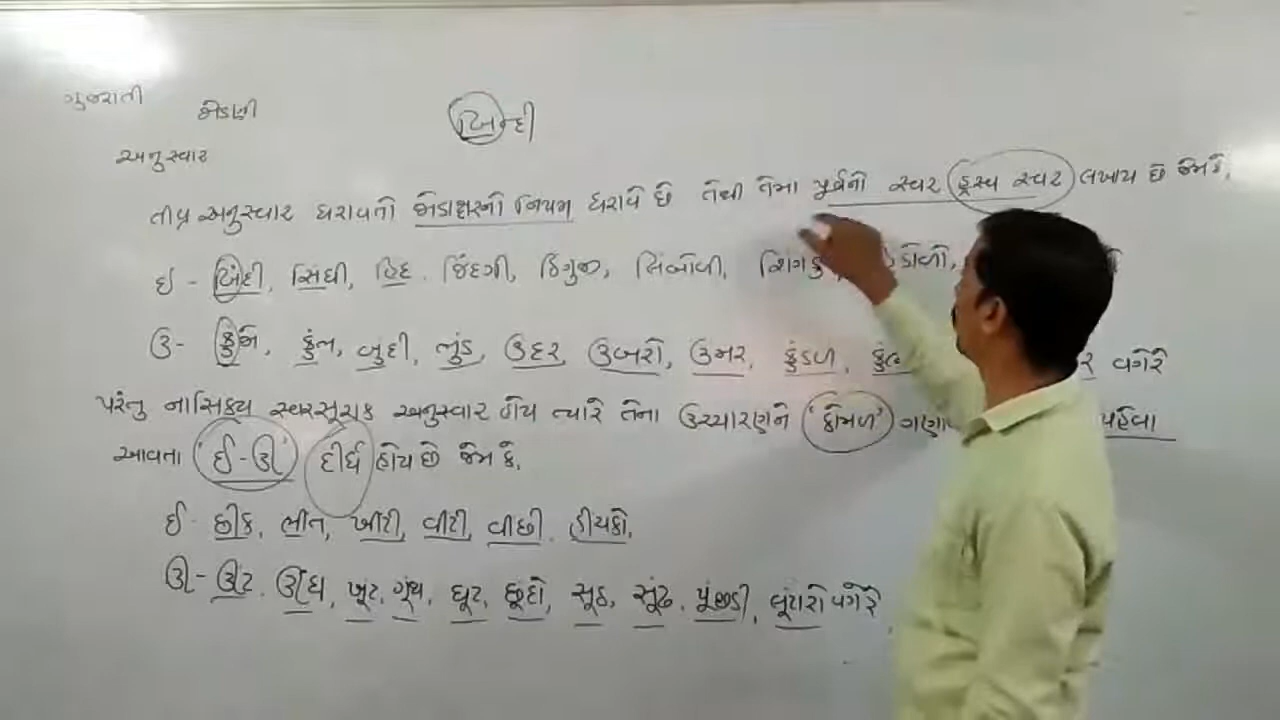 ગુજરાતી
જોડણી
બિન્દી
અનુસ્વાર
તીવ્ર અનુસ્વાર ધરાવતો જોડાક્ષરનો નિયમ ધરાવે છે તેથી તેમા પૂર્વનો સ્વર હ્રસ્વ સ્વર લખાય છે જેમ કે,
ઇ - બિંદી, સિંધી, હિંદ, જિંદગી, ઠિંગુજી, લિંબોળી,
ઉ - કુંભ, કુંલ, બુંદી, લુંડ, ઉંદર, ઉંબરો, ઉંમર, કુંડળ, વગેરે
પરંતુ નાસિક્ય સ્વરસૂચક અનુસ્વાર હોય ત્યારે તેના ઉચ્ચારણને 'કોમળ' પહેલા
આવતા 'ઈ-ઊ' દીર્ઘ હોય છે જેમ કે,
ઈ - છીંક, ભીંત, ખીંટી, વીંટી, વીંછી, હીંચકો,
ઊ - ઊંટ, ઊંઘ, ખૂંટ, ગૂંથ, ઘૂંટ, છૂંદો, સૂંઠ, સૂંઢ, પૂંછડી, લૂંટારો વગેરે,